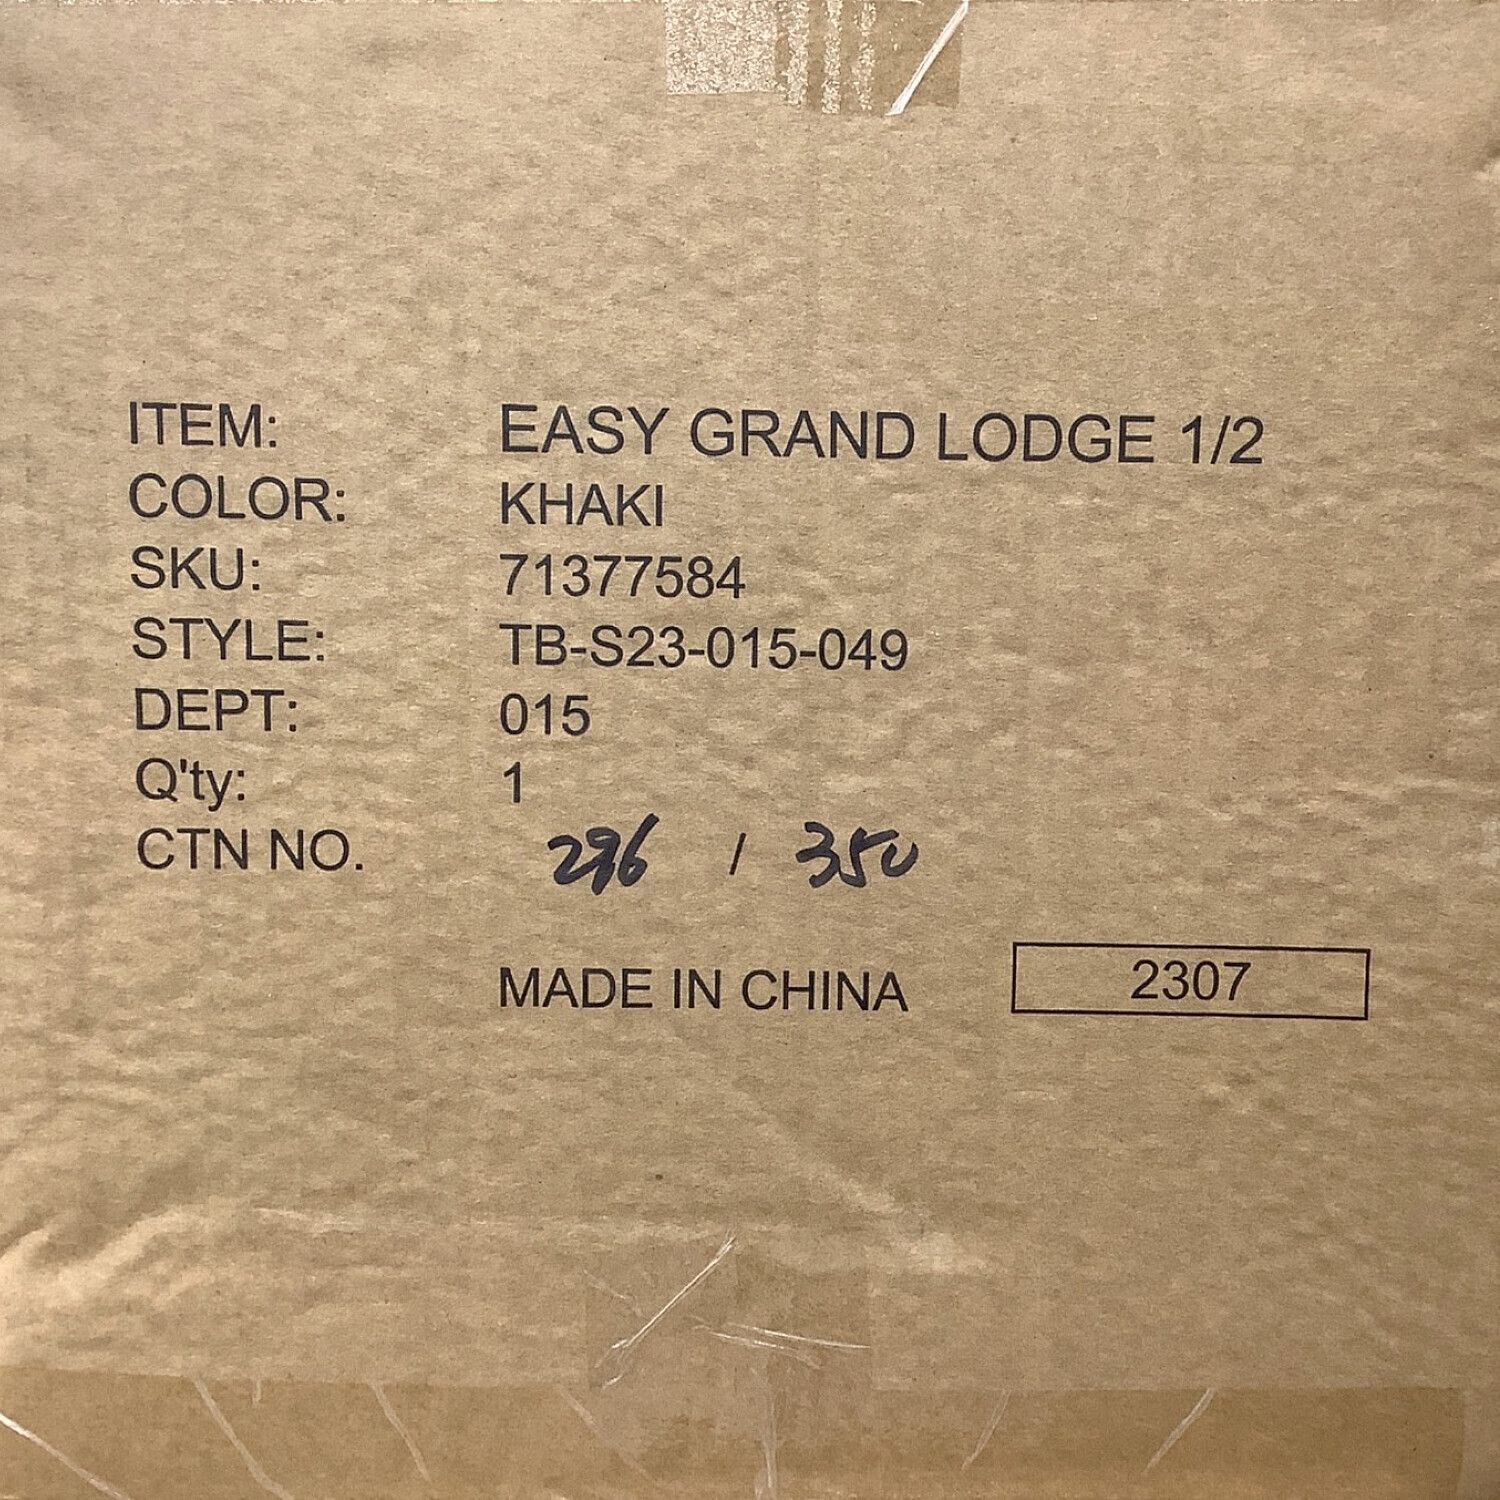 ITEM: EASY GRAND LODGE 1/2
COLOR: KHAKI
SKU: 71377584
STYLE: TB-S23-015-049
DEPT: 015
Q'ty: 1
CTN NO. 296 / 350
MADE IN CHINA 2307